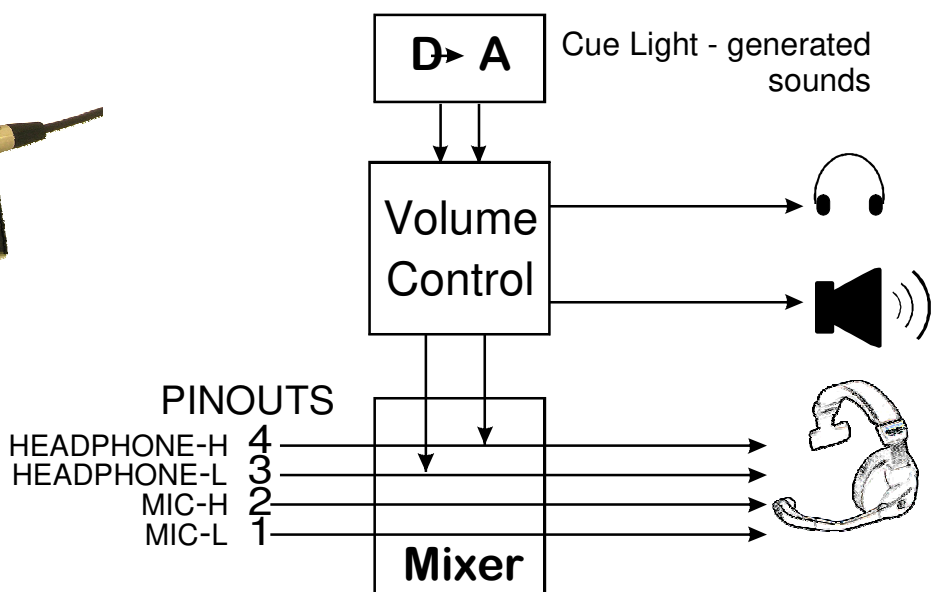 D A
Cue Light - generated
sounds
Volume
Control
PINOUTS
HEADPHONE-H 4
HEADPHONE-L 3
MIC-H 2
MIC-L 1
Mixer